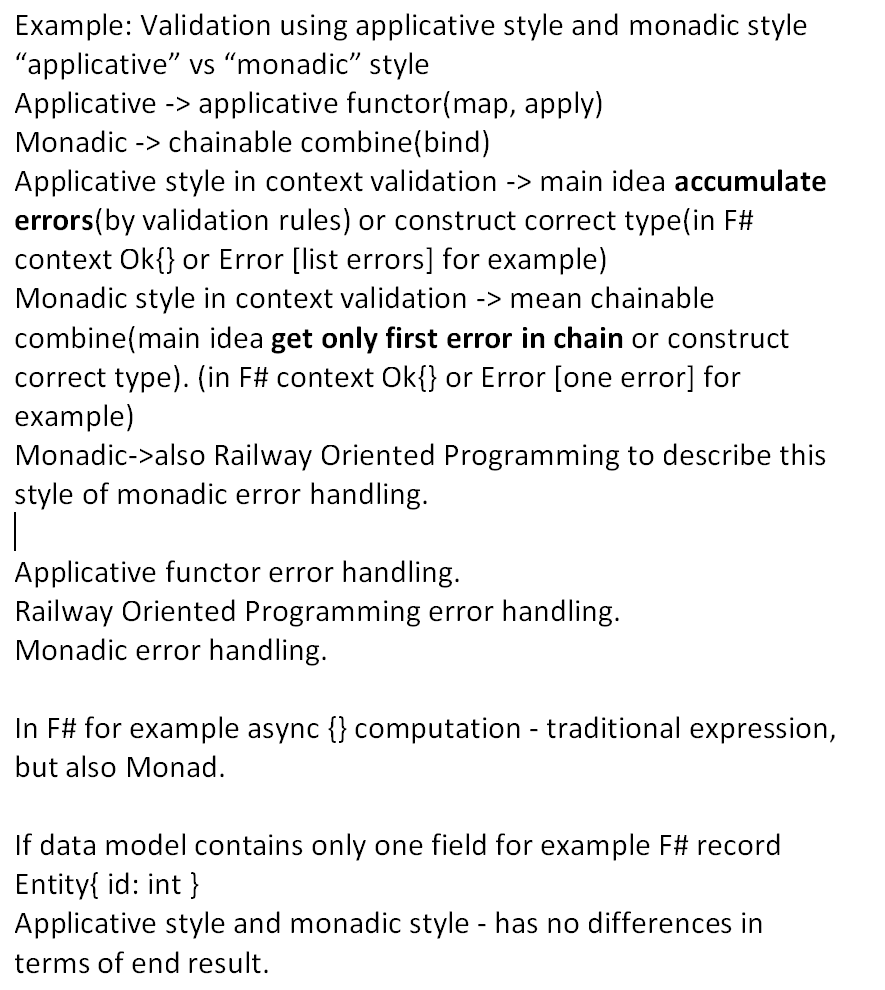 Example: Validation using applicative style and monadic style
“applicative” vs “monadic” style
Applicative -> applicative functor(map, apply)
Monadic -> chainable combine(bind)
Applicative style in context validation -> main idea accumulate
errors(by validation rules) or construct correct type(in F#
context Ok{} or Error [list errors] for example)
Monadic style in context validation -> mean chainable
combine(main idea get only first error in chain or construct
correct type). (in F# context Ok{} or Error [one error] for
example)
Monadic->also Railway Oriented Programming to describe this
style of monadic error handling.
Applicative functor error handling.
Railway Oriented Programming error handling.
Monadic error handling.
In F# for example async {} computation - traditional expression,
but also Monad.
If data model contains only one field for example F# record
Entity{ id: int }
Applicative style and monadic style - has no differences in
terms of end result.